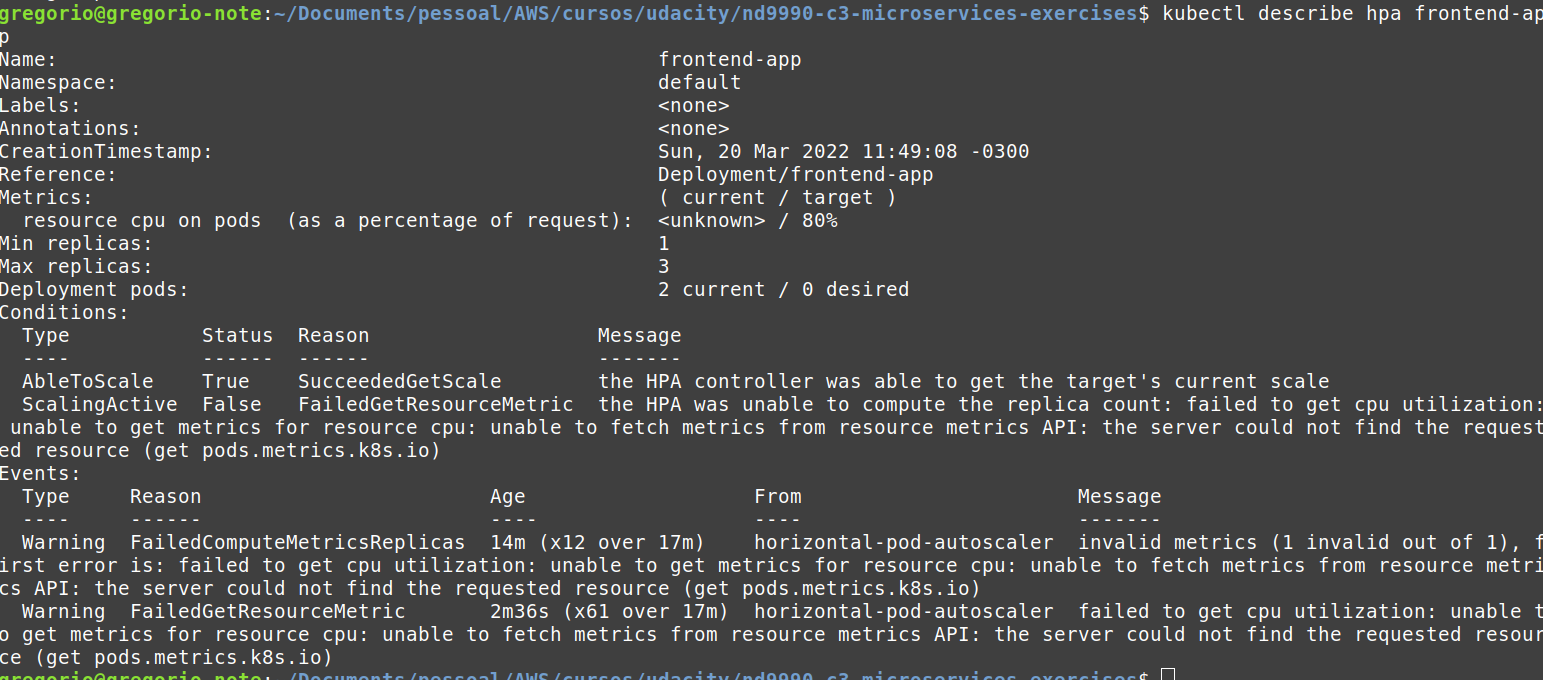 gregorio@gregorio-note:~/Documents/pessoal/AWS/cursos/udacity/nd9990-c3-microservices-exercises$ kubectl describe hpa frontend-ap
p
Name:                                                  frontend-app
Namespace:                                             default
Labels:                                                <none>
Annotations:                                           <none>
CreationTimestamp:                                     Sun, 20 Mar 2022 11:49:08 -0300
Reference:                                             Deployment/frontend-app
Metrics:                                               ( current / target )
  resource cpu on pods  (as a percentage of request):  <unknown> / 80%
Min replicas:                                          1
Max replicas:                                          3
Deployment pods:                                       2 current / 0 desired
Conditions:
  Type           Status  Reason                   Message
  ----           ------  ------                   -------
  AbleToScale    True    SucceededGetScale        the HPA controller was able to get the target's current scale
  ScalingActive  False   FailedGetResourceMetric  the HPA was unable to compute the replica count: failed to get cpu utilization:
 unable to get metrics for resource cpu: unable to fetch metrics from resource metrics API: the server could not find the request
ed resource (get pods.metrics.k8s.io)
Events:
  Type     Reason                        Age                   From                       Message
  ----     ------                        ----                  ----                       -------
  Warning  FailedComputeMetricsReplicas  14m (x12 over 17m)    horizontal-pod-autoscaler  invalid metrics (1 invalid out of 1), f
irst error is: failed to get cpu utilization: unable to get metrics for resource cpu: unable to fetch metrics from resource metri
cs API: the server could not find the requested resource (get pods.metrics.k8s.io)
  Warning  FailedGetResourceMetric       2m36s (x61 over 17m)  horizontal-pod-autoscaler  failed to get cpu utilization: unable t
o get metrics for resource cpu: unable to fetch metrics from resource metrics API: the server could not find the requested resour
ce (get pods.metrics.k8s.io)
gregorio@gregorio-note:~/Documents/pessoal/AWS/cursos/udacity/nd9990-c3-microservices-exercises$